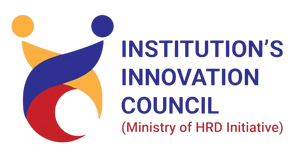 INSTITUTION'S
INNOVATION
COUNCIL
(Ministry of HRD Initiative)